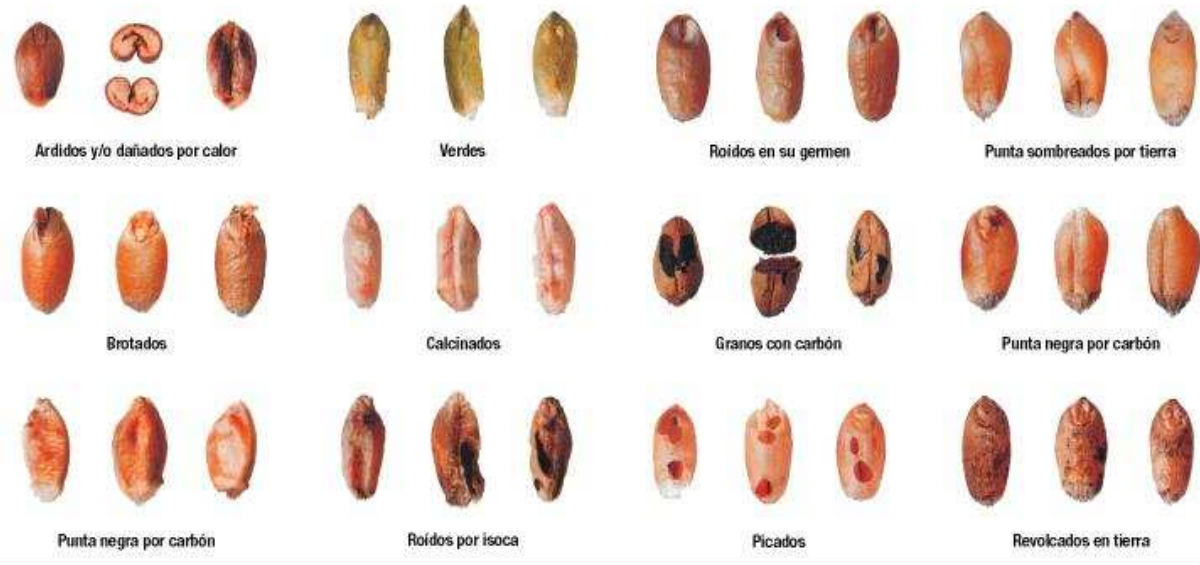 Ardidos y/o dañados por calor
Verdes
Roídos en su germen
Punta sombreados por tierra
Brotados
Calcinados
Granos con carbón
Punta negra por carbón
Punta negra por carbón
Roídos por isoca
Picados
Revolcados en tierra